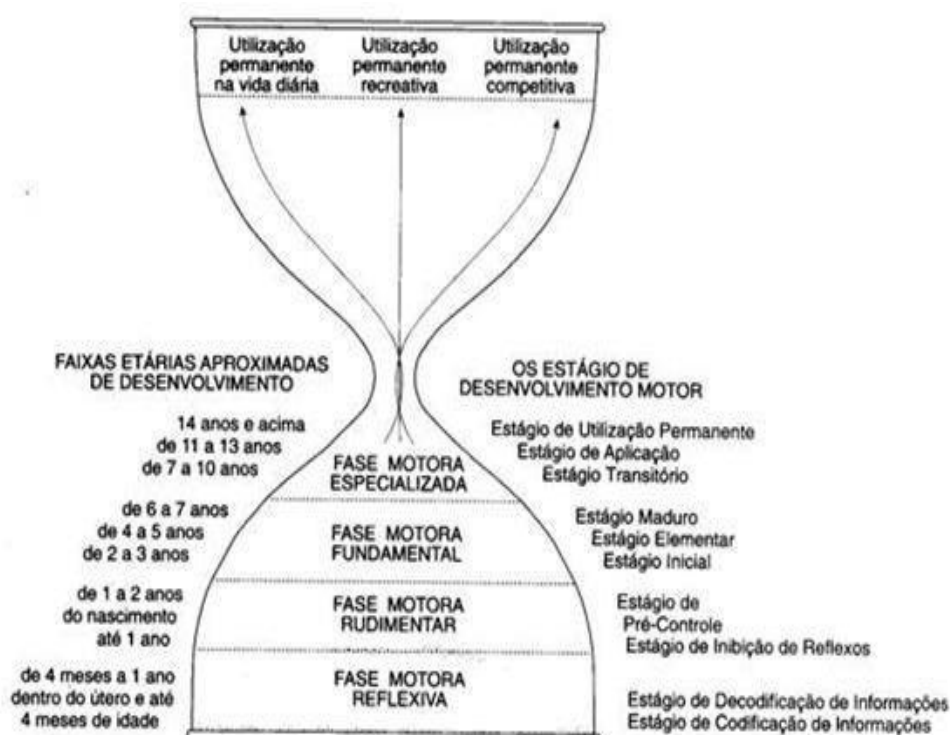 Utilização permanente na vida diária
Utilização permanente recreativa
Utilização permanente competitiva
FAIXAS ETÁRIAS APROXIMADAS
DE DESENVOLVIMENTO
OS ESTÁGIO DE
DESENVOLVIMENTO MOTOR
14 anos e acima
de 11 a 13 anos
de 7 a 10 anos
FASE MOTORA
ESPECIALIZADA
Estágio de Utilização Permanente
Estágio de Aplicação
Estágio Transitório
de 6 a 7 anos
de 4 a 5 anos
de 2 a 3 anos
FASE MOTORA
FUNDAMENTAL
Estágio Maduro
Estágio Elementar
Estágio Inicial
de 1 a 2 anos
do nascimento
até 1 ano
FASE MOTORA
RUDIMENTAR
Estágio de
Pré-Controle
Estágio de Inibição de Reflexos
de 4 meses a 1 ano
dentro do útero e até
4 meses de idade
FASE MOTORA
REFLEXIVA
Estágio de Decodificação de Informações
Estágio de Codificação de Informações